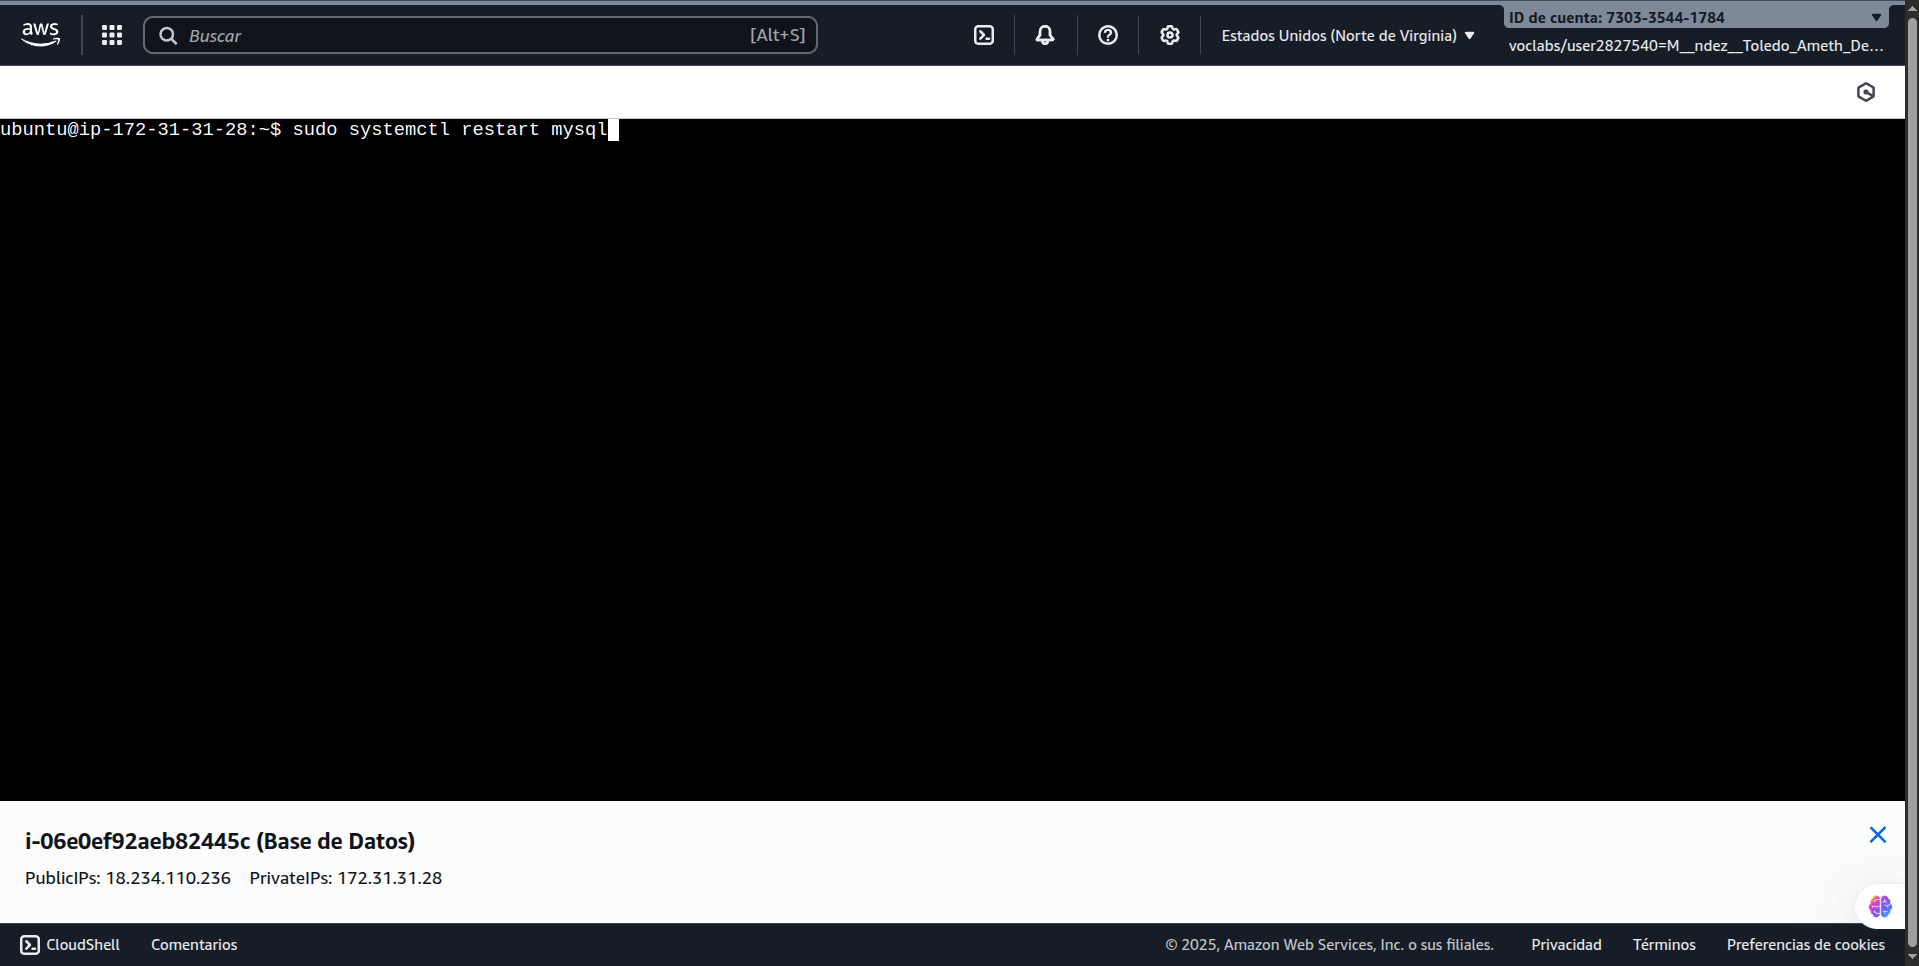 aws
Buscar
[Alt+S]
Estados Unidos (Norte de Virginia)
ID de cuenta: 7303-3544-1784
voclabs/user2827540=M__ndez__Toledo_Ameth_De...
ubuntu@ip-172-31-31-28:~$ sudo systemctl restart mysql
i-06e0ef92aeb82445c (Base de Datos)
PublicIPs: 18.234.110.236 PrivateIPs: 172.31.31.28
CloudShell Comentarios © 2025, Amazon Web Services, Inc. o sus filiales. Privacidad Términos Preferencias de cookies